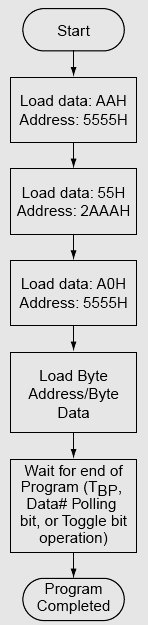 Start
Load data: AAH
Address: 5555H
Load data: 55H
Address: 2AAAH
Load data: A0H
Address: 5555H
Load Byte
Address/Byte
Data
Wait for end of
Program (TBP,
Data# Polling
bit, or Toggle bit
operation)
Program
Completed